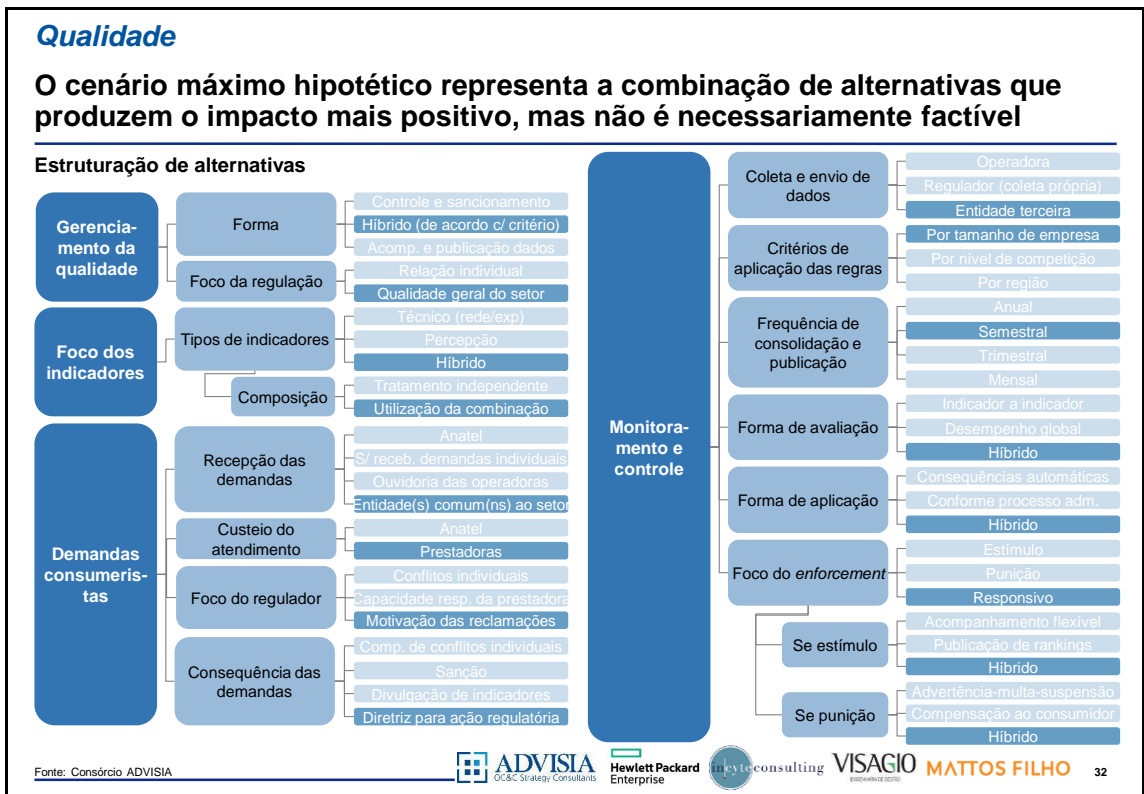 Qualidade
O cenário máximo hipotético representa a combinação de alternativas que
produzem o impacto mais positivo, mas não é necessariamente factível
Estruturação de alternativas
Gerencia-
mento da
qualidade
Forma
Controle e sancionamento
Híbrido (de acordo c/ critério)
Acomp. e publicação dados
Foco da regulação
Relação individual
Qualidade geral do setor
Foco dos
indicadores
Tipos de indicadores
Técnico (rede/exp)
Percepção
Híbrido
Composição
Tratamento independente
Utilização da combinação
Demandas
consumeris-
tas
Recepção das
demandas
Anatel
S/ receb. demandas individuais
Ouvidoria das operadoras
Entidade(s) comum(ns) ao setor
Custeio do
atendimento
Anatel
Prestadoras
Foco do regulador
Conflitos individuais
Capacidade resp. da prestadora
Motivação das reclamações
Consequência das
demandas
Comp. de conflitos individuais
Sanção
Divulgação de indicadores
Diretriz para ação regulatória
Monitora-
mento e
controle
Coleta e envio de
dados
Operadora
Regulador (coleta própria)
Entidade terceira
Critérios de
aplicação das regras
Por tamanho de empresa
Por nível de competição
Por região
Frequência de
consolidação e
publicação
Anual
Semestral
Trimestral
Mensal
Forma de avaliação
Indicador a indicador
Desempenho global
Híbrido
Forma de aplicação
Consequências automáticas
Conforme processo adm.
Híbrido
Foco do enforcement
Estímulo
Punição
Responsivo
Se estímulo
Acompanhamento flexível
Publicação de rankings
Híbrido
Se punição
Advertência-multa-suspensão
Compensação ao consumidor
Híbrido
Fonte: Consórcio ADVISIA
ADVISIA
OC&C Strategy Consultants
Hewlett Packard
Enterprise
incyteconsulting
VISAGIO
ENGENHARIA DE GESTÃO
MATTOS FILHO
32